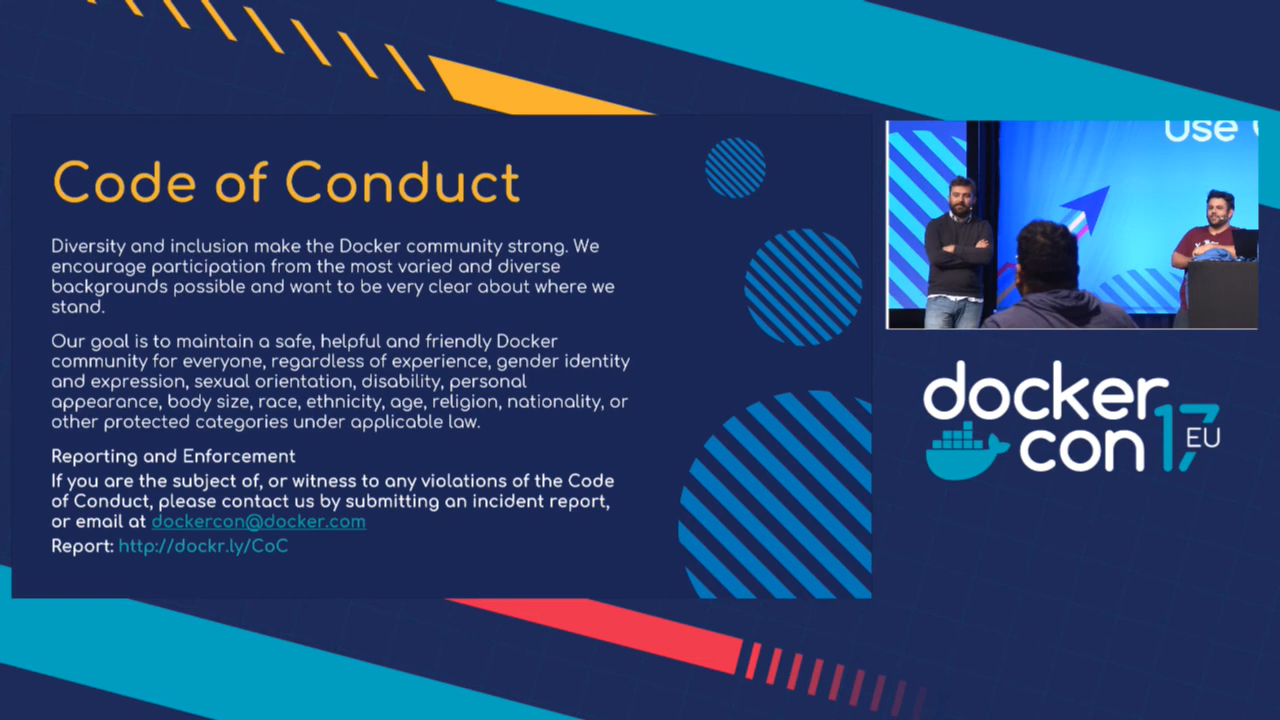 Use
Code of Conduct
Diversity and inclusion make the Docker community strong. We
encourage participation from the most varied and diverse
backgrounds possible and want to be very clear about where we
stand.
Our goal is to maintain a safe, helpful and friendly Docker
community for everyone, regardless of experience, gender identity
and expression, sexual orientation, disability, personal
appearance, body size, race, ethnicity, age, religion, nationality, or
other protected categories under applicable law.
Reporting and Enforcement
If you are the subject of, or witness to any violations of the Code
of Conduct, please contact us by submitting an incident report,
or email at dockercon@docker.com
Report: http://dockr.ly/CoC
docker
con 17 EU